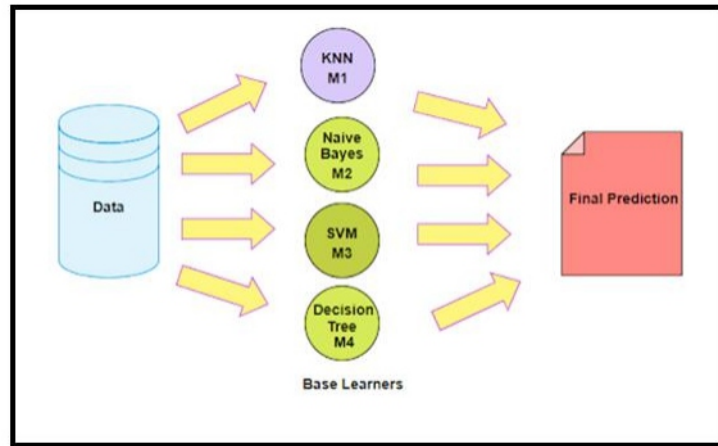 KNN
M1
Naive
Bayes
M2
Data
Final Prediction
SVM
M3
Decision
Tree
M4
Base Learners